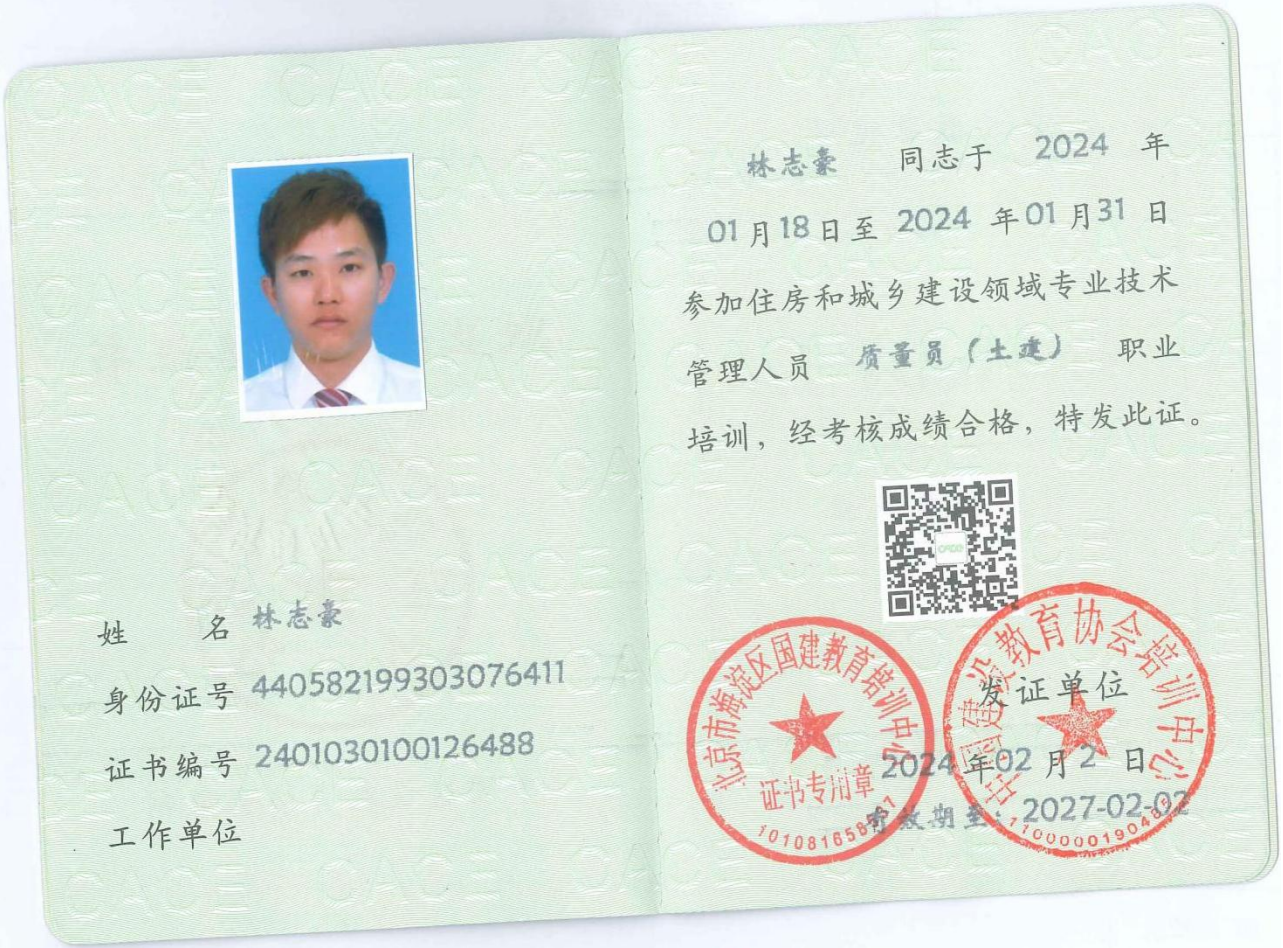 姓 名 林志豪
身份证号 440582199303076411
证书编号 2401030100126488
工作单位
林志豪 同志于 2024 年
01月18日至 2024 年01月31日
参加住房和城乡建设领域专业技术
管理人员 质量员（土建） 职业
培训，经考核成绩合格，特发此证。
CACE
北京市海淀区国建教育培训中心
证书专用章
中国建设教育协会培训中心
发证单位
2024 年02 月2 日
有效期至：2027-02-02